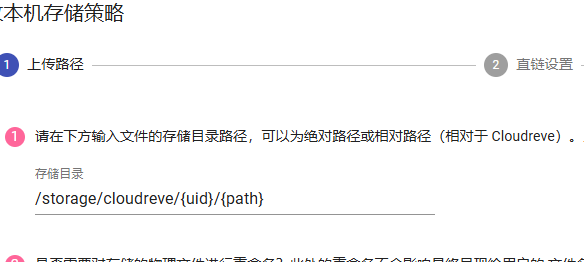 本机存储策略
1 上传路径
2 直链设置
1 请在下方输入文件的存储目录路径，可以为绝对路径或相对路径（相对于 Cloudreve）。
存储目录
/storage/cloudreve/{uid}/{path}